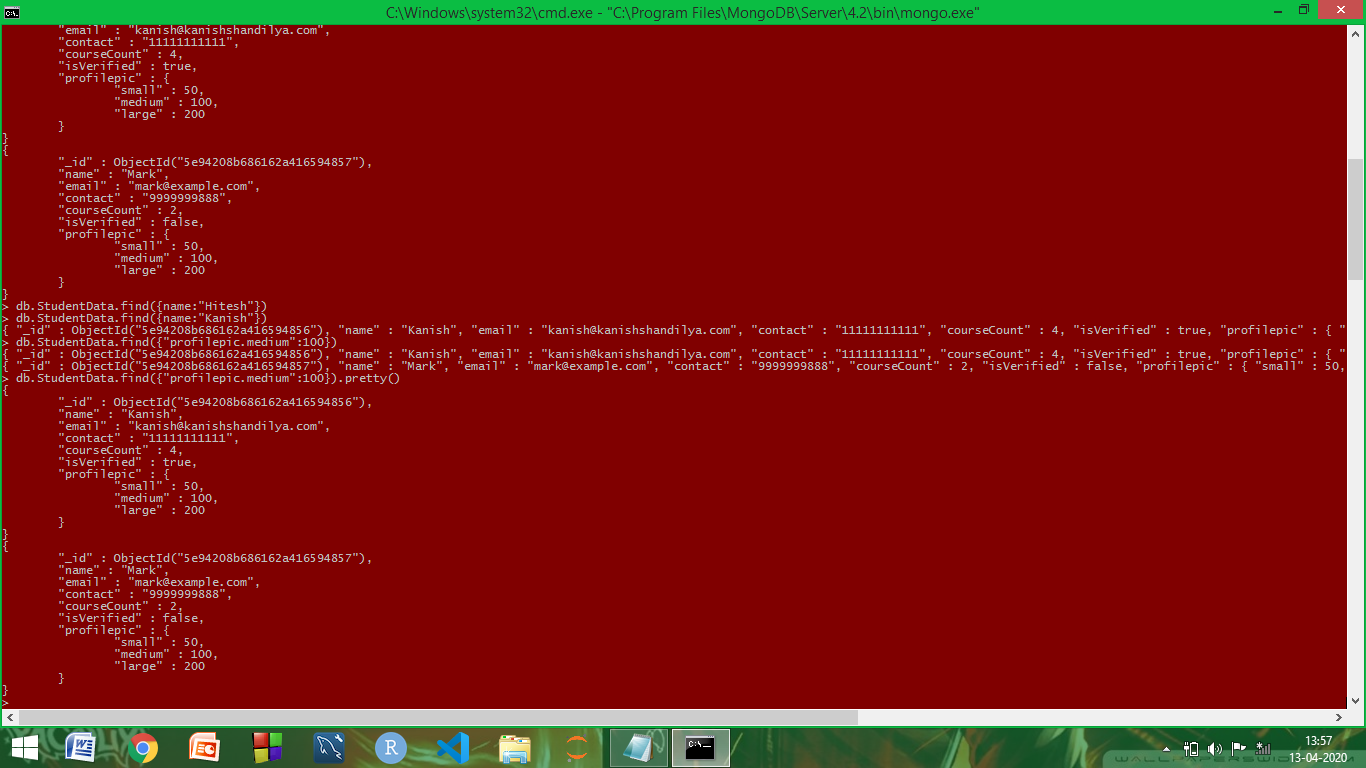 C:\Windows\system32\cmd.exe - "C:\Program Files\MongoDB\Server\4.2\bin\mongo.exe"
"email" : "kanish@kanishshandilya.com",
"contact" : "11111111111",
"courseCount" : 4,
"isVerified" : true,
"profilepic" : {
"small" : 50,
"medium" : 100,
"large" : 200
}
}
{
"_id" : ObjectId("5e94208b686162a416594857"),
"name" : "Mark",
"email" : "mark@example.com",
"contact" : "9999999888",
"courseCount" : 2,
"isVerified" : false,
"profilepic" : {
"small" : 50,
"medium" : 100,
"large" : 200
}
}
> db.StudentData.find({name:"Hitesh"})
> db.StudentData.find({name:"Kanish"})
{ "_id" : ObjectId("5e94208b686162a416594856"), "name" : "Kanish", "email" : "kanish@kanishshandilya.com", "contact" : "11111111111", "courseCount" : 4, "isVerified" : true, "profilepic" : { "
> db.StudentData.find({"profilepic.medium":100})
{ "_id" : ObjectId("5e94208b686162a416594856"), "name" : "Kanish", "email" : "kanish@kanishshandilya.com", "contact" : "11111111111", "courseCount" : 4, "isVerified" : true, "profilepic" : { "
{ "_id" : ObjectId("5e94208b686162a416594857"), "name" : "Mark", "email" : "mark@example.com", "contact" : "9999999888", "courseCount" : 2, "isVerified" : false, "profilepic" : { "small" : 50,
> db.StudentData.find({"profilepic.medium":100}).pretty()
{
"_id" : ObjectId("5e94208b686162a416594856"),
"name" : "Kanish",
"email" : "kanish@kanishshandilya.com",
"contact" : "11111111111",
"courseCount" : 4,
"isVerified" : true,
"profilepic" : {
"small" : 50,
"medium" : 100,
"large" : 200
}
}
{
"_id" : ObjectId("5e94208b686162a416594857"),
"name" : "Mark",
"email" : "mark@example.com",
"contact" : "9999999888",
"courseCount" : 2,
"isVerified" : false,
"profilepic" : {
"small" : 50,
"medium" : 100,
"large" : 200
}
}
>
13:57
13-04-2020